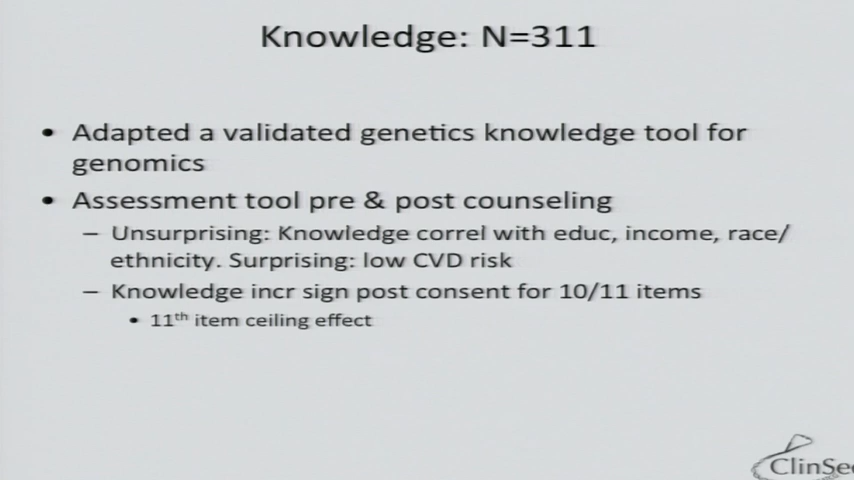 Knowledge: N=311
• Adapted a validated genetics knowledge tool for
genomics
• Assessment tool pre & post counseling
– Unsurprising: Knowledge correl with educ, income, race/
ethnicity. Surprising: low CVD risk
– Knowledge incr sign post consent for 10/11 items
• 11th item ceiling effect